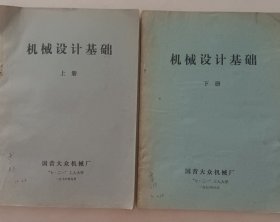 机械设计基础
上册
国营大众机械厂
“七·二一”工人大学
机械设计基础
下册
国营大众机械厂
“七·二一”工人大学